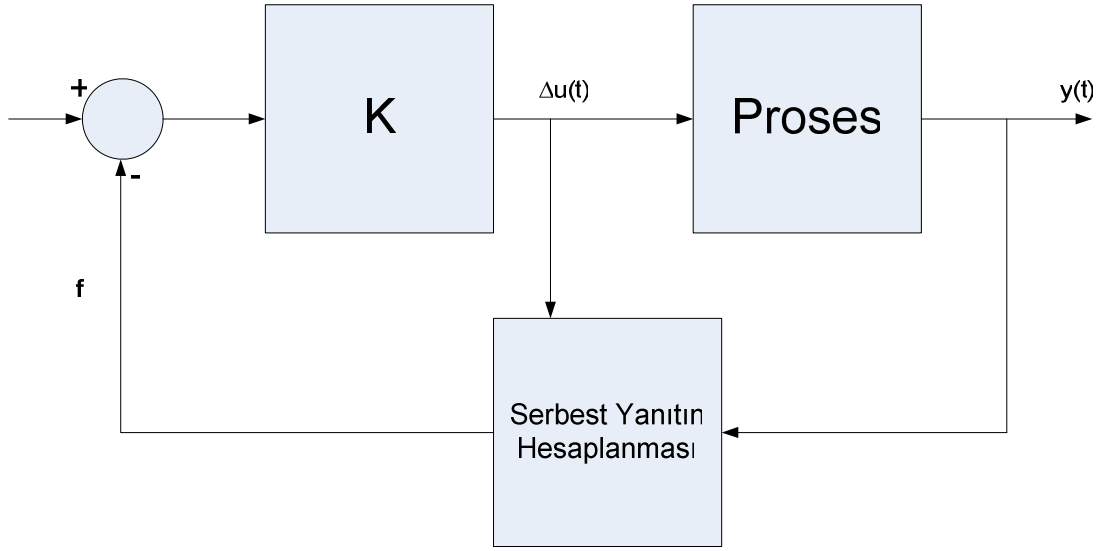 +
K
Δu(t)
Proses
y(t)
-
f
Serbest Yanıtın
Hesaplanması